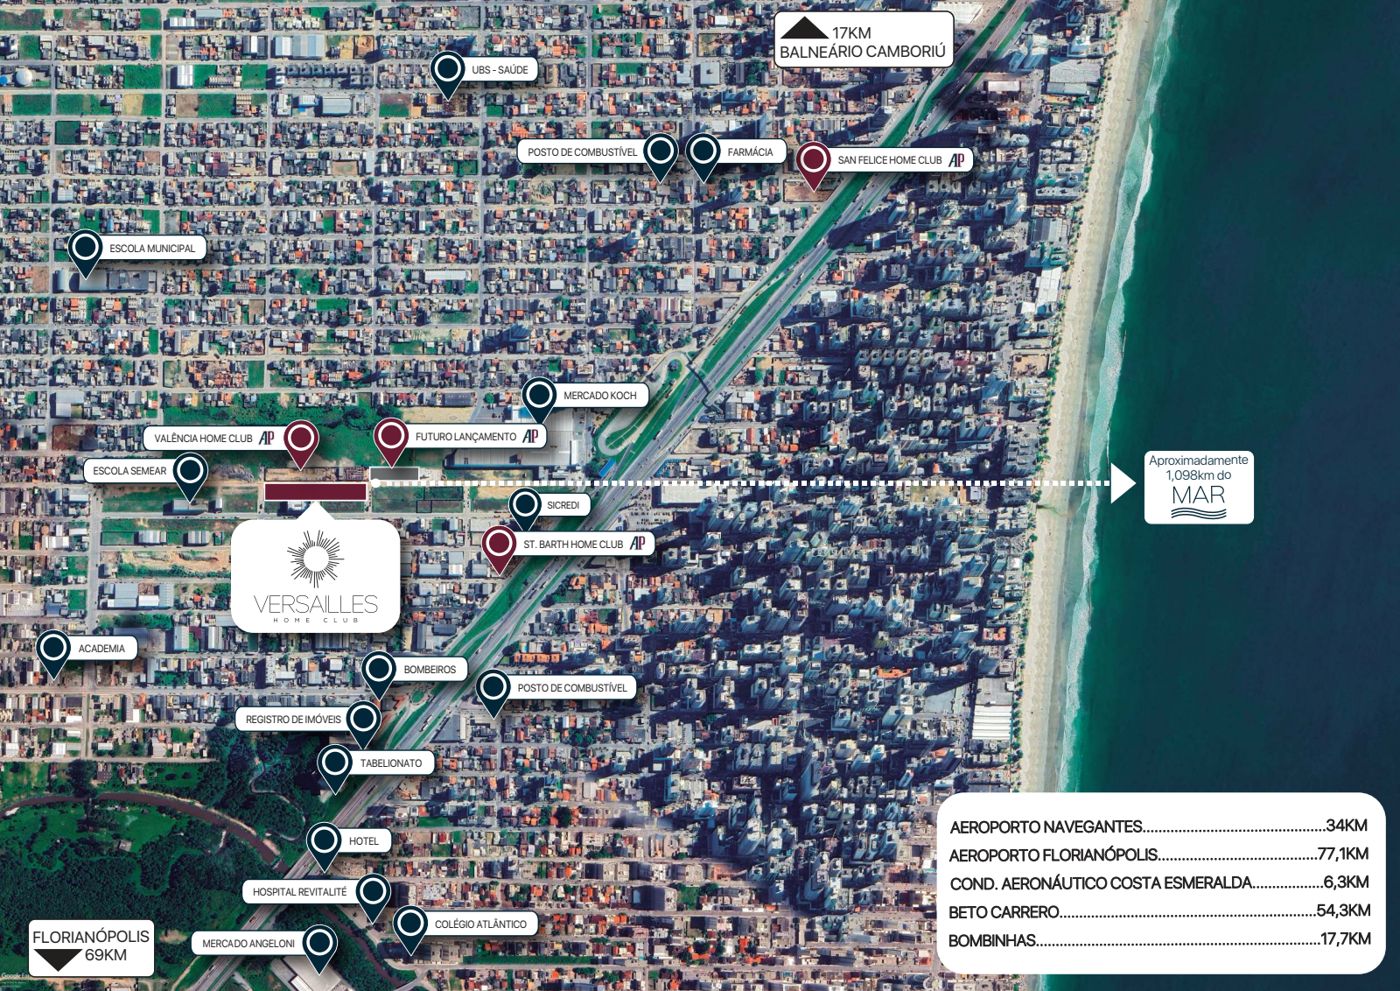 17KM
BALNEÁRIO CAMBORIÚ
UBS - SAÚDE
POSTO DE COMBUSTÍVEL
FARMÁCIA
SAN FELICE HOME CLUB AP
ESCOLA MUNICIPAL
MERCADO KOCH
VALÊNCIA HOME CLUB AP
FUTURO LANÇAMENTO AP
ESCOLA SEMEAR
Aproximadamente
1,098km do
MAR
SICREDI
ST. BARTH HOME CLUB AP
VERSAILLES
HOME CLUB
ACADEMIA
BOMBEIROS
POSTO DE COMBUSTÍVEL
REGISTRO DE IMÓVEIS
TABELIONATO
HOTEL
HOSPITAL REVITALITÉ
COLÉGIO ATLÂNTICO
MERCADO ANGELONI
FLORIANÓPOLIS
69KM
AEROPORTO NAVEGANTES.....................................................34KM
AEROPORTO FLORIANÓPOLIS..............................................77,1KM
COND. AERONÁUTICO COSTA ESMERALDA....................6,3KM
BETO CARRERO..........................................................................54,3KM
BOMBINHAS.................................................................................17,7KM